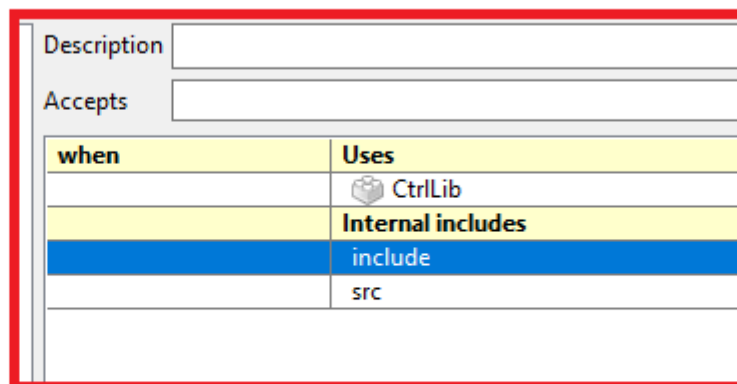 Description
Accepts
when Uses
CtrlLib
Internal includes
include
src